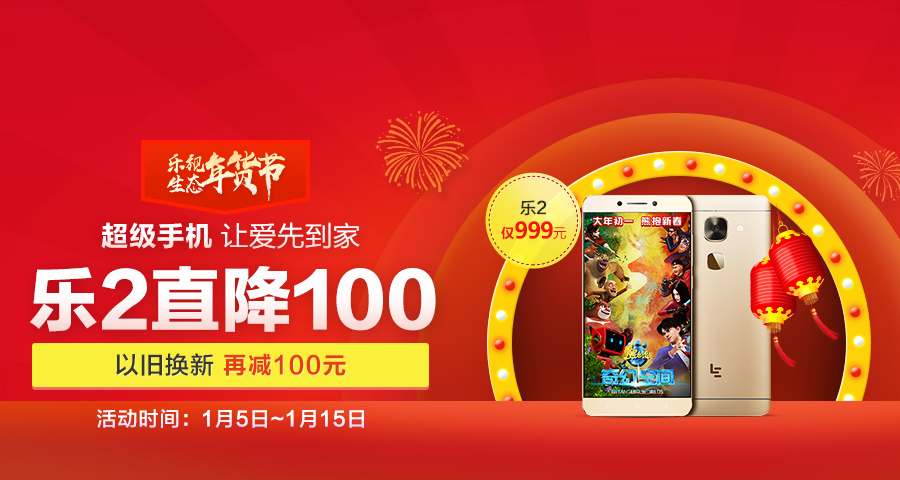 乐视
生态
年货节
超级手机 让爱先到家
乐2直降100
以旧换新 再减100元
活动时间：1月5日~1月15日
乐2
仅999元
大年初一 熊抱新春
奇幻空间